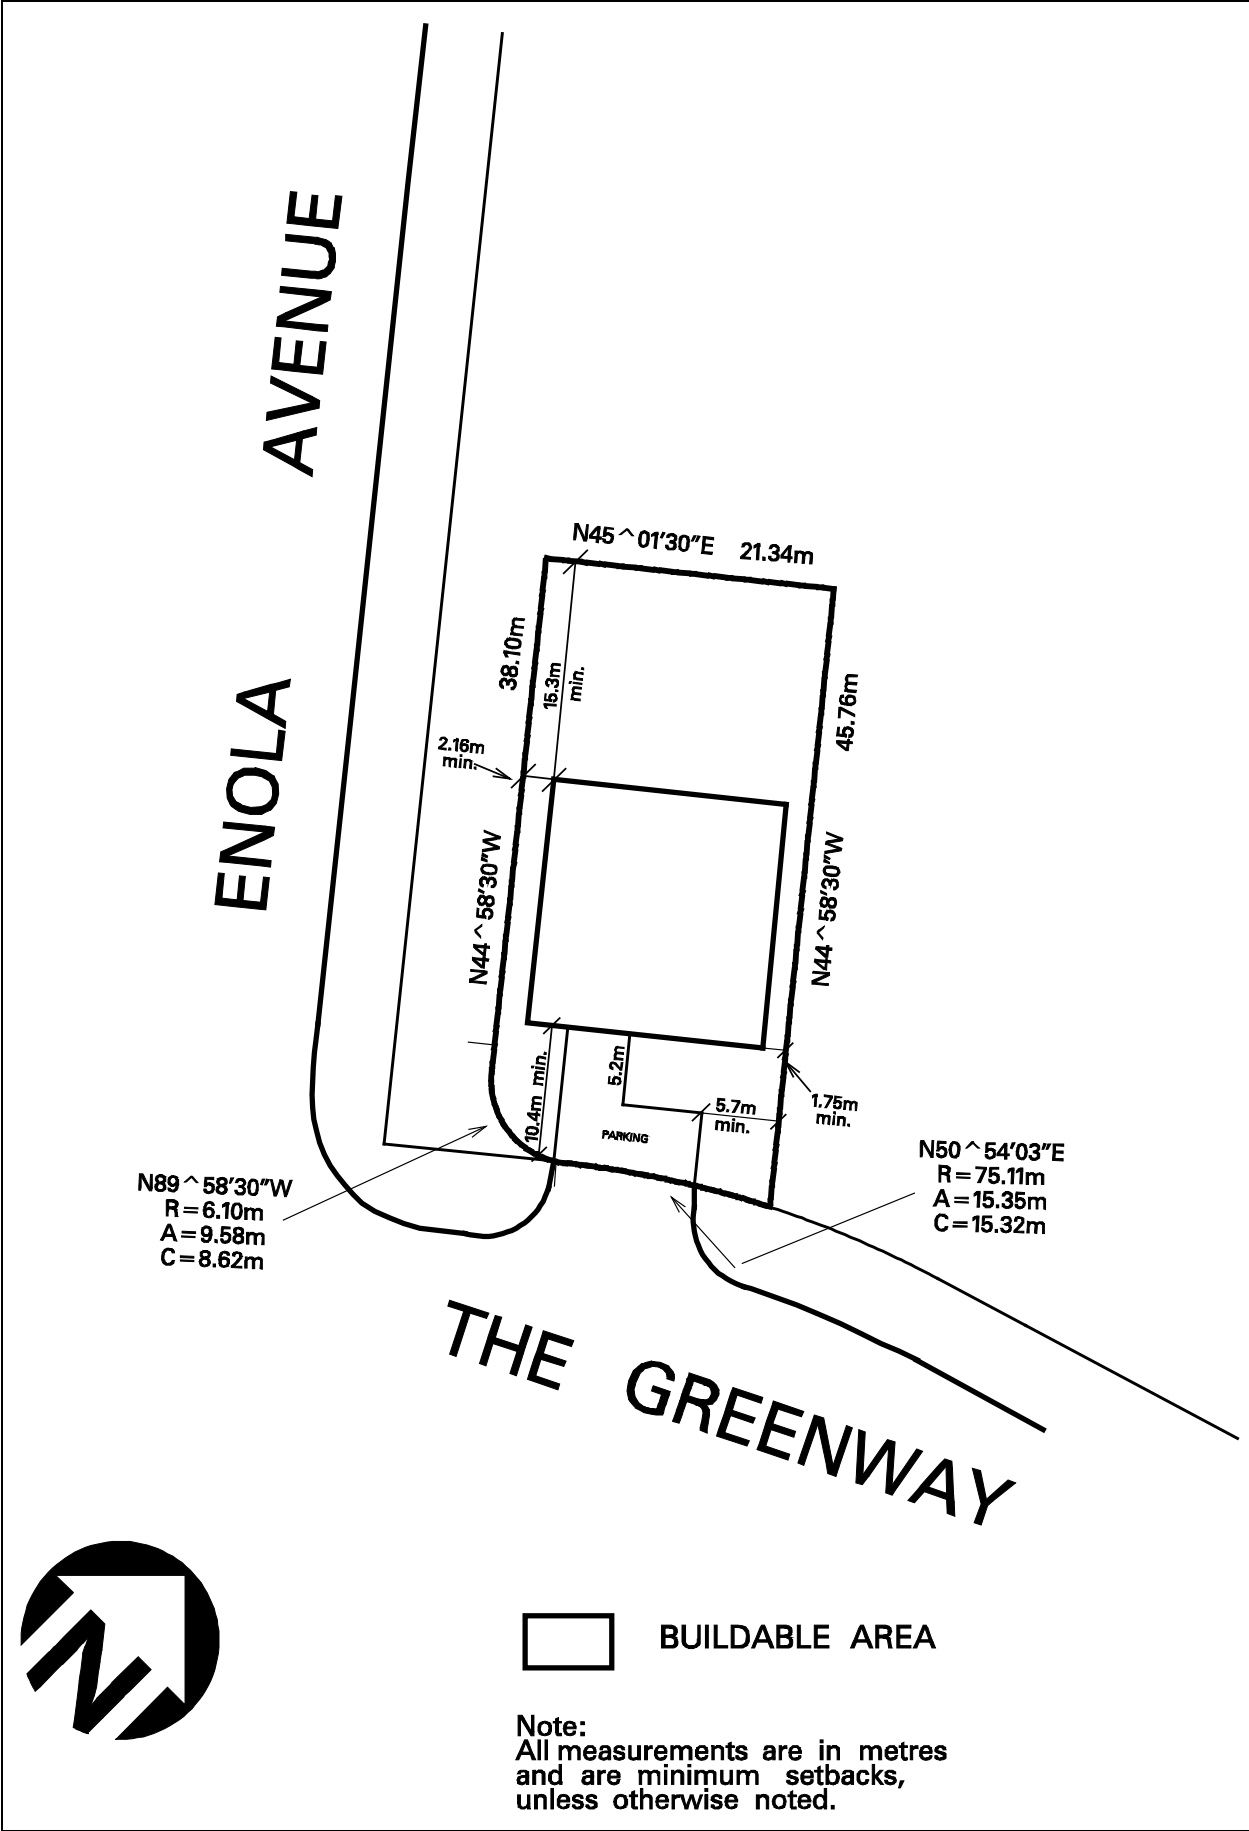 ENOLA AVENUE
N45^01'30"E 21.34m
38.10m
15.3m
min.
45.76m
2.16m
min.
N44^58'30"W
N44^58'30"W
10.4m min.
5.2m
5.7m
min.
1.75m
min.
PARKING
N89^58'30"W
R=6.10m
A=9.58m
C=8.62m
N50^54'03"E
R=75.11m
A=15.35m
C=15.32m
THE GREENWAY
N
BUILDABLE AREA
Note:
All measurements are in metres
and are minimum setbacks,
unless otherwise noted.